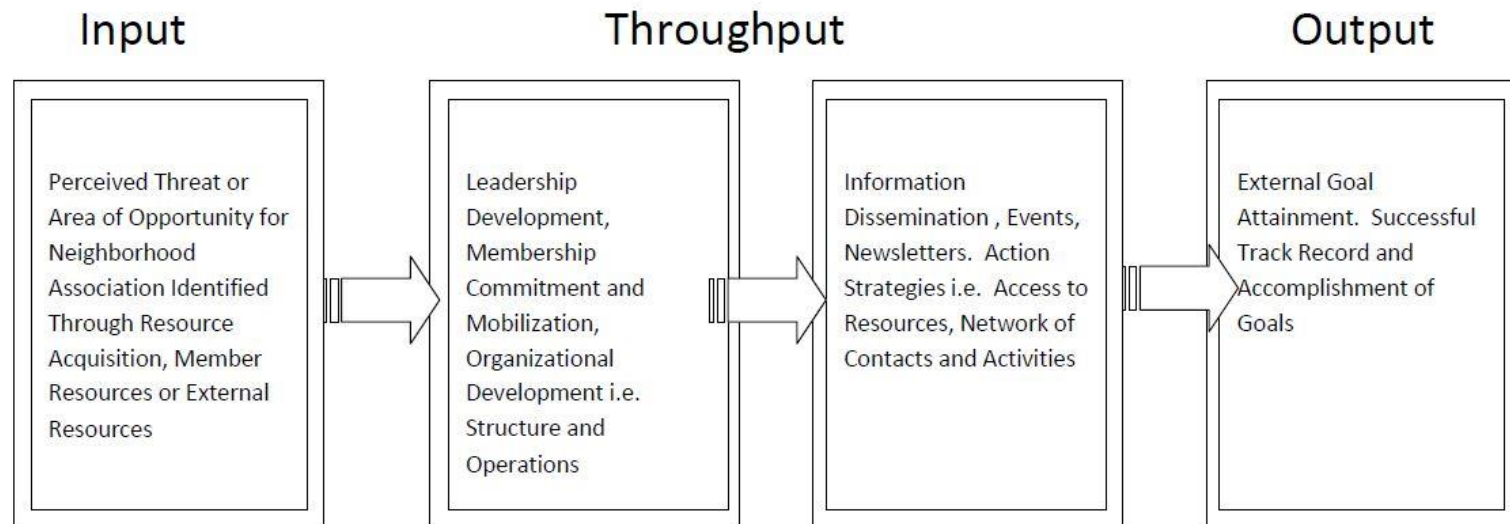 Input
Throughput
Output
Perceived Threat or
Area of Opportunity for
Neighborhood
Association Identified
Through Resource
Acquisition, Member
Resources or External
Resources
Leadership
Development,
Membership
Commitment and
Mobilization,
Organizational
Development i.e.
Structure and
Operations
Information
Dissemination , Events,
Newsletters. Action
Strategies i.e. Access to
Resources, Network of
Contacts and Activities
External Goal
Attainment. Successful
Track Record and
Accomplishment of
Goals